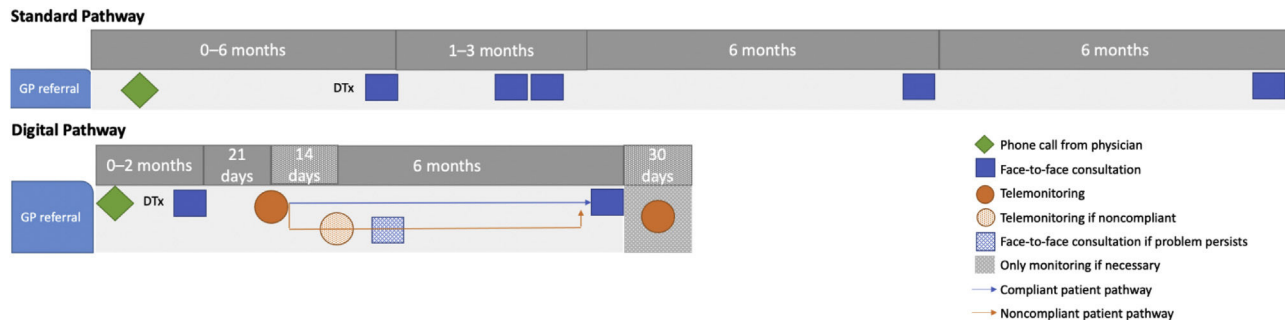 Standard Pathway
0–6 months
1–3 months
6 months
6 months
GP referral
DTx
Digital Pathway
0–2 months
21
days
14
days
6 months
30
days
GP referral
DTx
Phone call from physician
Face-to-face consultation
Telemonitoring
Telemonitoring if noncompliant
Face-to-face consultation if problem persists
Only monitoring if necessary
Compliant patient pathway
Noncompliant patient pathway